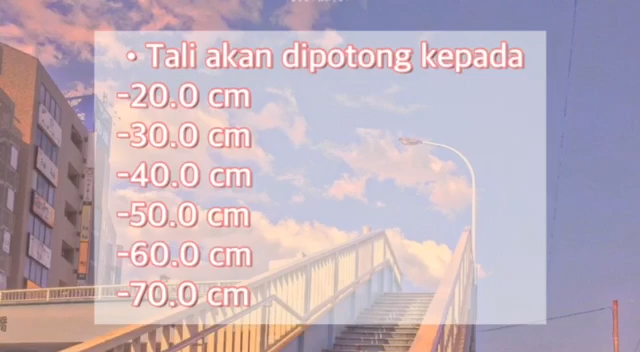 • Tali akan dipotong kepada
-20.0 cm
-30.0 cm
-40.0 cm
-50.0 cm
-60.0 cm
-70.0 cm